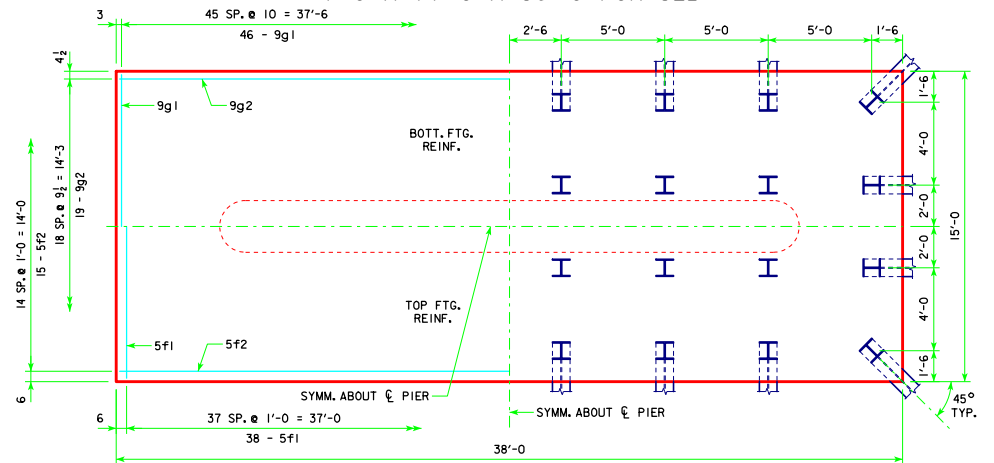 3
45 SP. @ 10 = 37'-6
46 - 9g1
2'-6
5'-0
5'-0
5'-0
1'-6
4 1/2
9g1
9g2
BOTT. FTG.
REINF.
1'-6
4'-0
2'-0
2'-0
4'-0
1'-6
15'-0
14 SP. @ 1'-0 = 14'-0
15 - 5f2
18 SP. @ 9 1/2 = 14'-3
19 - 9g2
TOP FTG.
REINF.
5f1
5f2
6
SYMM. ABOUT ℄ PIER
SYMM. ABOUT ℄ PIER
45°
TYP.
6
37 SP. @ 1'-0 = 37'-0
38 - 5f1
38'-0